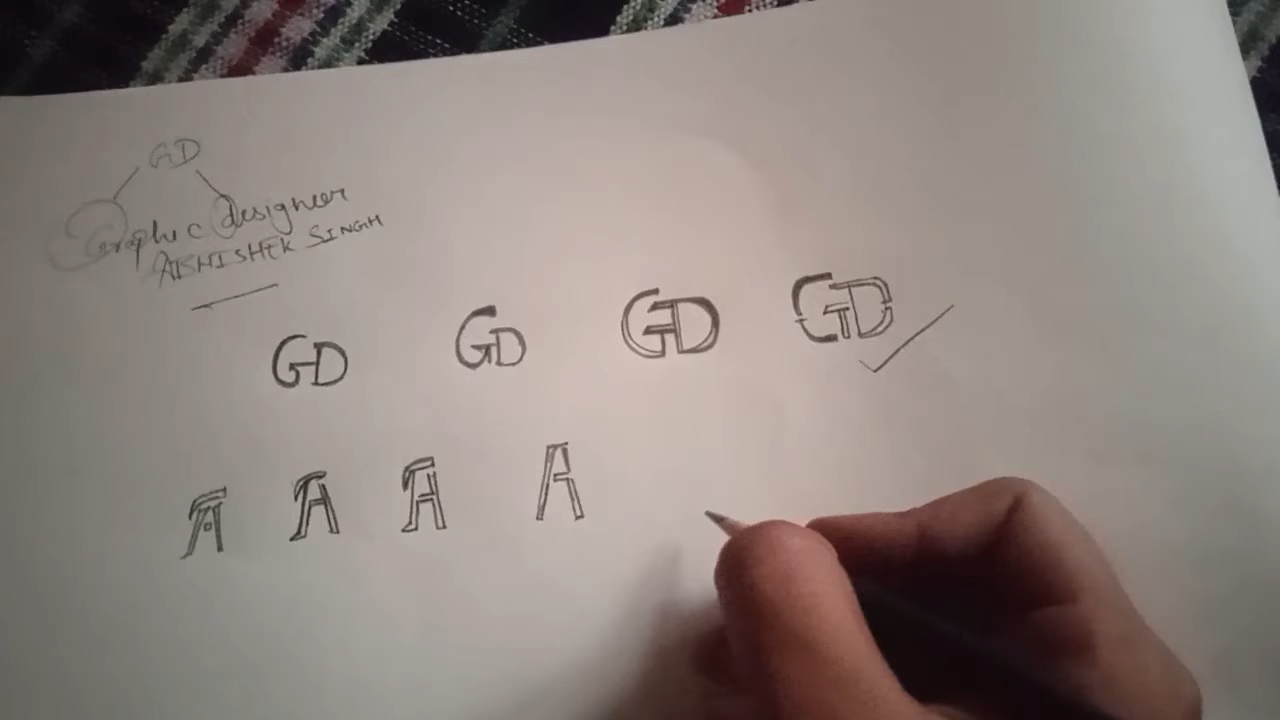 GD
Graphic designer
ABHISHEK SINGH
GD GD GD GD
A A A A